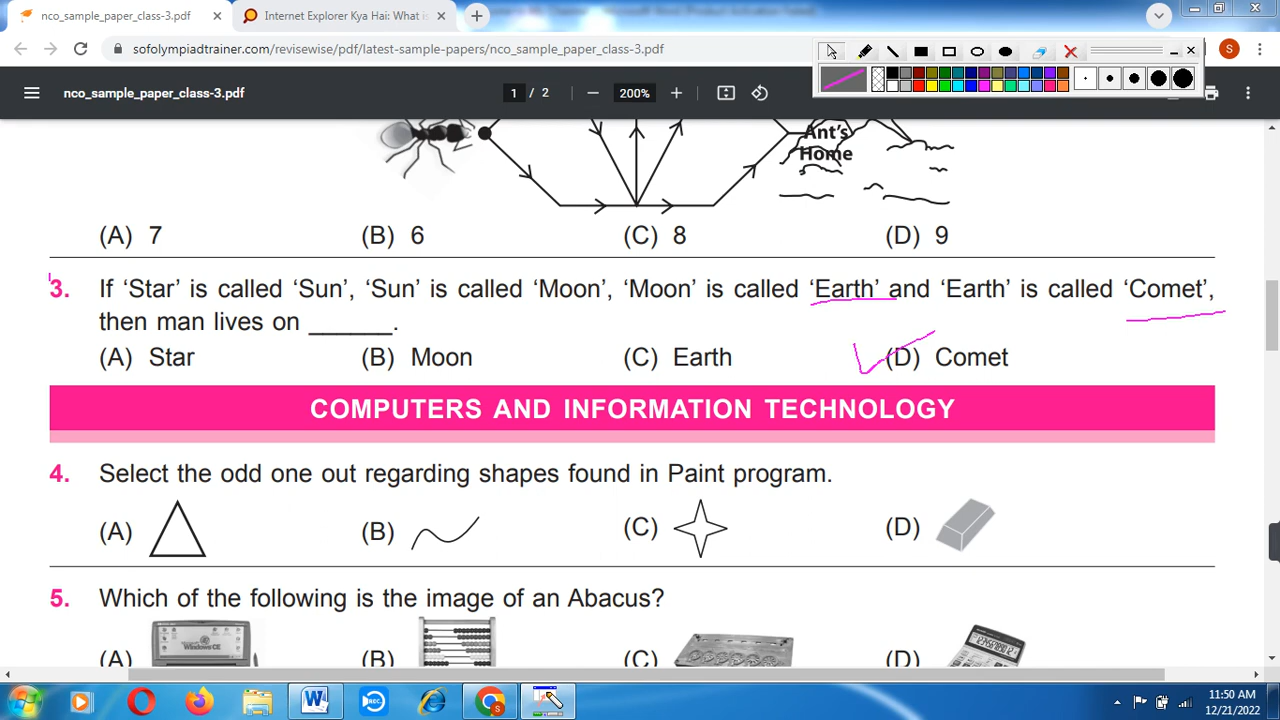 nco_sample_paper_class-3.pdf
Internet Explorer Kya Hai: What is
sofolympiadtrainer.com/revisewise/pdf/latest-sample-papers/nco_sample_paper_class-3.pdf
S
nco_sample_paper_class-3.pdf
1 / 2
200%
Ant's
Home
(A) 7 (B) 6 (C) 8 (D) 9
3. If ‘Star’ is called ‘Sun’, ‘Sun’ is called ‘Moon’, ‘Moon’ is called ‘Earth’ and ‘Earth’ is called ‘Comet’,
then man lives on ______.
(A) Star (B) Moon (C) Earth (D) Comet
COMPUTERS AND INFORMATION TECHNOLOGY
4. Select the odd one out regarding shapes found in Paint program.
(A) (B) (C) (D)
5. Which of the following is the image of an Abacus?
(A) (B) (C) (D)
Windows CE
REC
11:50 AM
12/21/2022